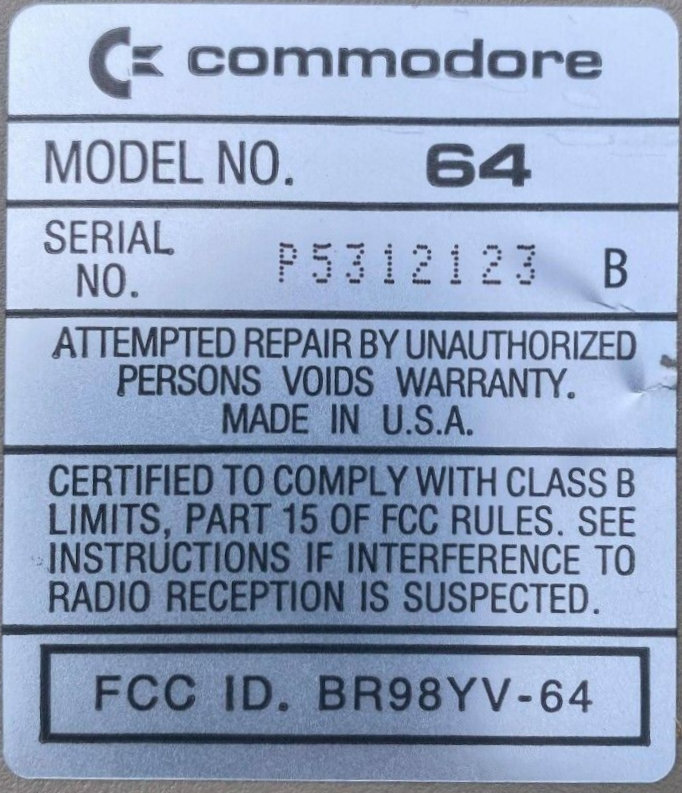 commodore
MODEL NO. 64
SERIAL NO. P5312123 B
ATTEMPTED REPAIR BY UNAUTHORIZED
PERSONS VOIDS WARRANTY.
MADE IN U.S.A.
CERTIFIED TO COMPLY WITH CLASS B
LIMITS, PART 15 OF FCC RULES. SEE
INSTRUCTIONS IF INTERFERENCE TO
RADIO RECEPTION IS SUSPECTED.
FCC ID. BR98YV-64